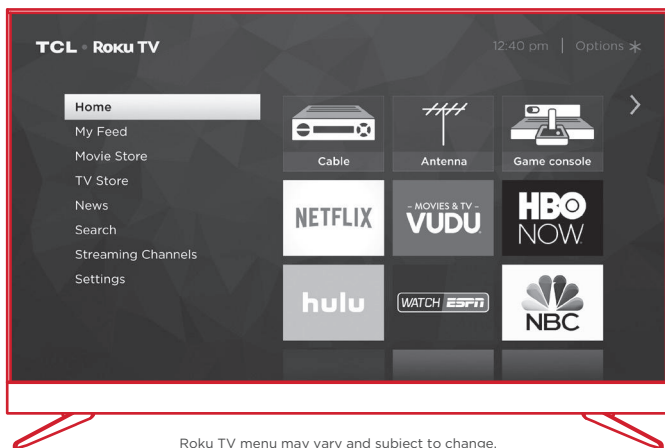 TCL • Roku TV
12:40 pm | Options
Home
My Feed
Movie Store
TV Store
News
Search
Streaming Channels
Settings
Cable
Antenna
Game console
NETFLIX
- MOVIES & TV -
VUDU
HBO
NOW
hulu
WATCH ESPN
NBC
Roku TV menu may vary and subject to change.